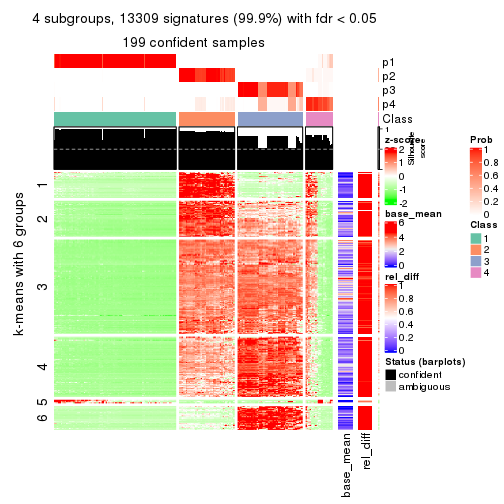 4 subgroups, 13309 signatures (99.9%) with fdr < 0.05
199 confident samples
p1
p2
p3
p4
Class
1
Silhouette
score
k-means with 6 groups
1
2
3
4
5
6
base_mean
rel_diff
z-score
2
1
0
-1
-2
base_mean
6
4
2
0
rel_diff
1
0.8
0.6
0.4
0.2
0
Status (barplots)
confident
ambiguous
Prob
1
0.8
0.6
0.4
0.2
0
Class
1
2
3
4